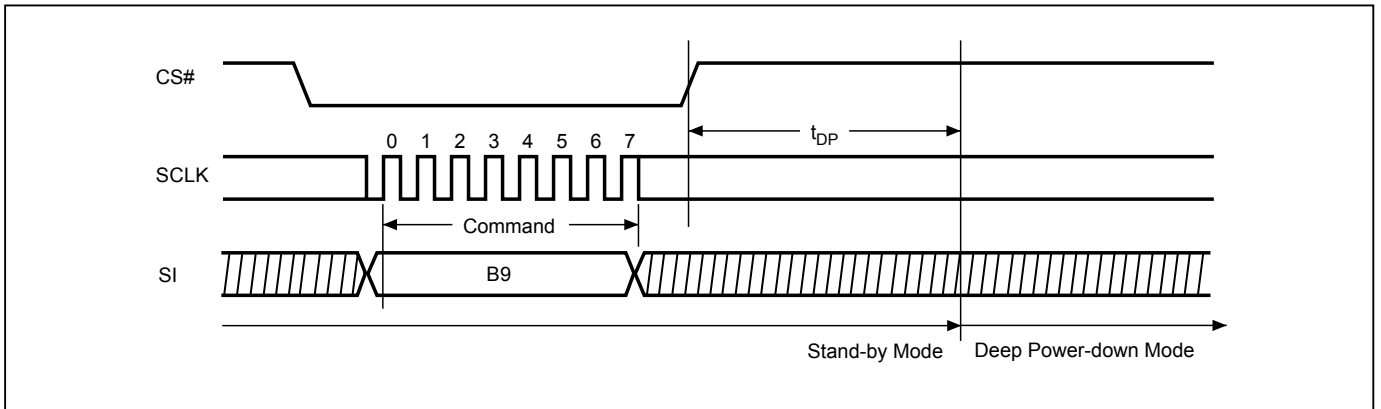 CS#
t_DP
0 1 2 3 4 5 6 7
SCLK
Command
SI
B9
Stand-by Mode
Deep Power-down Mode